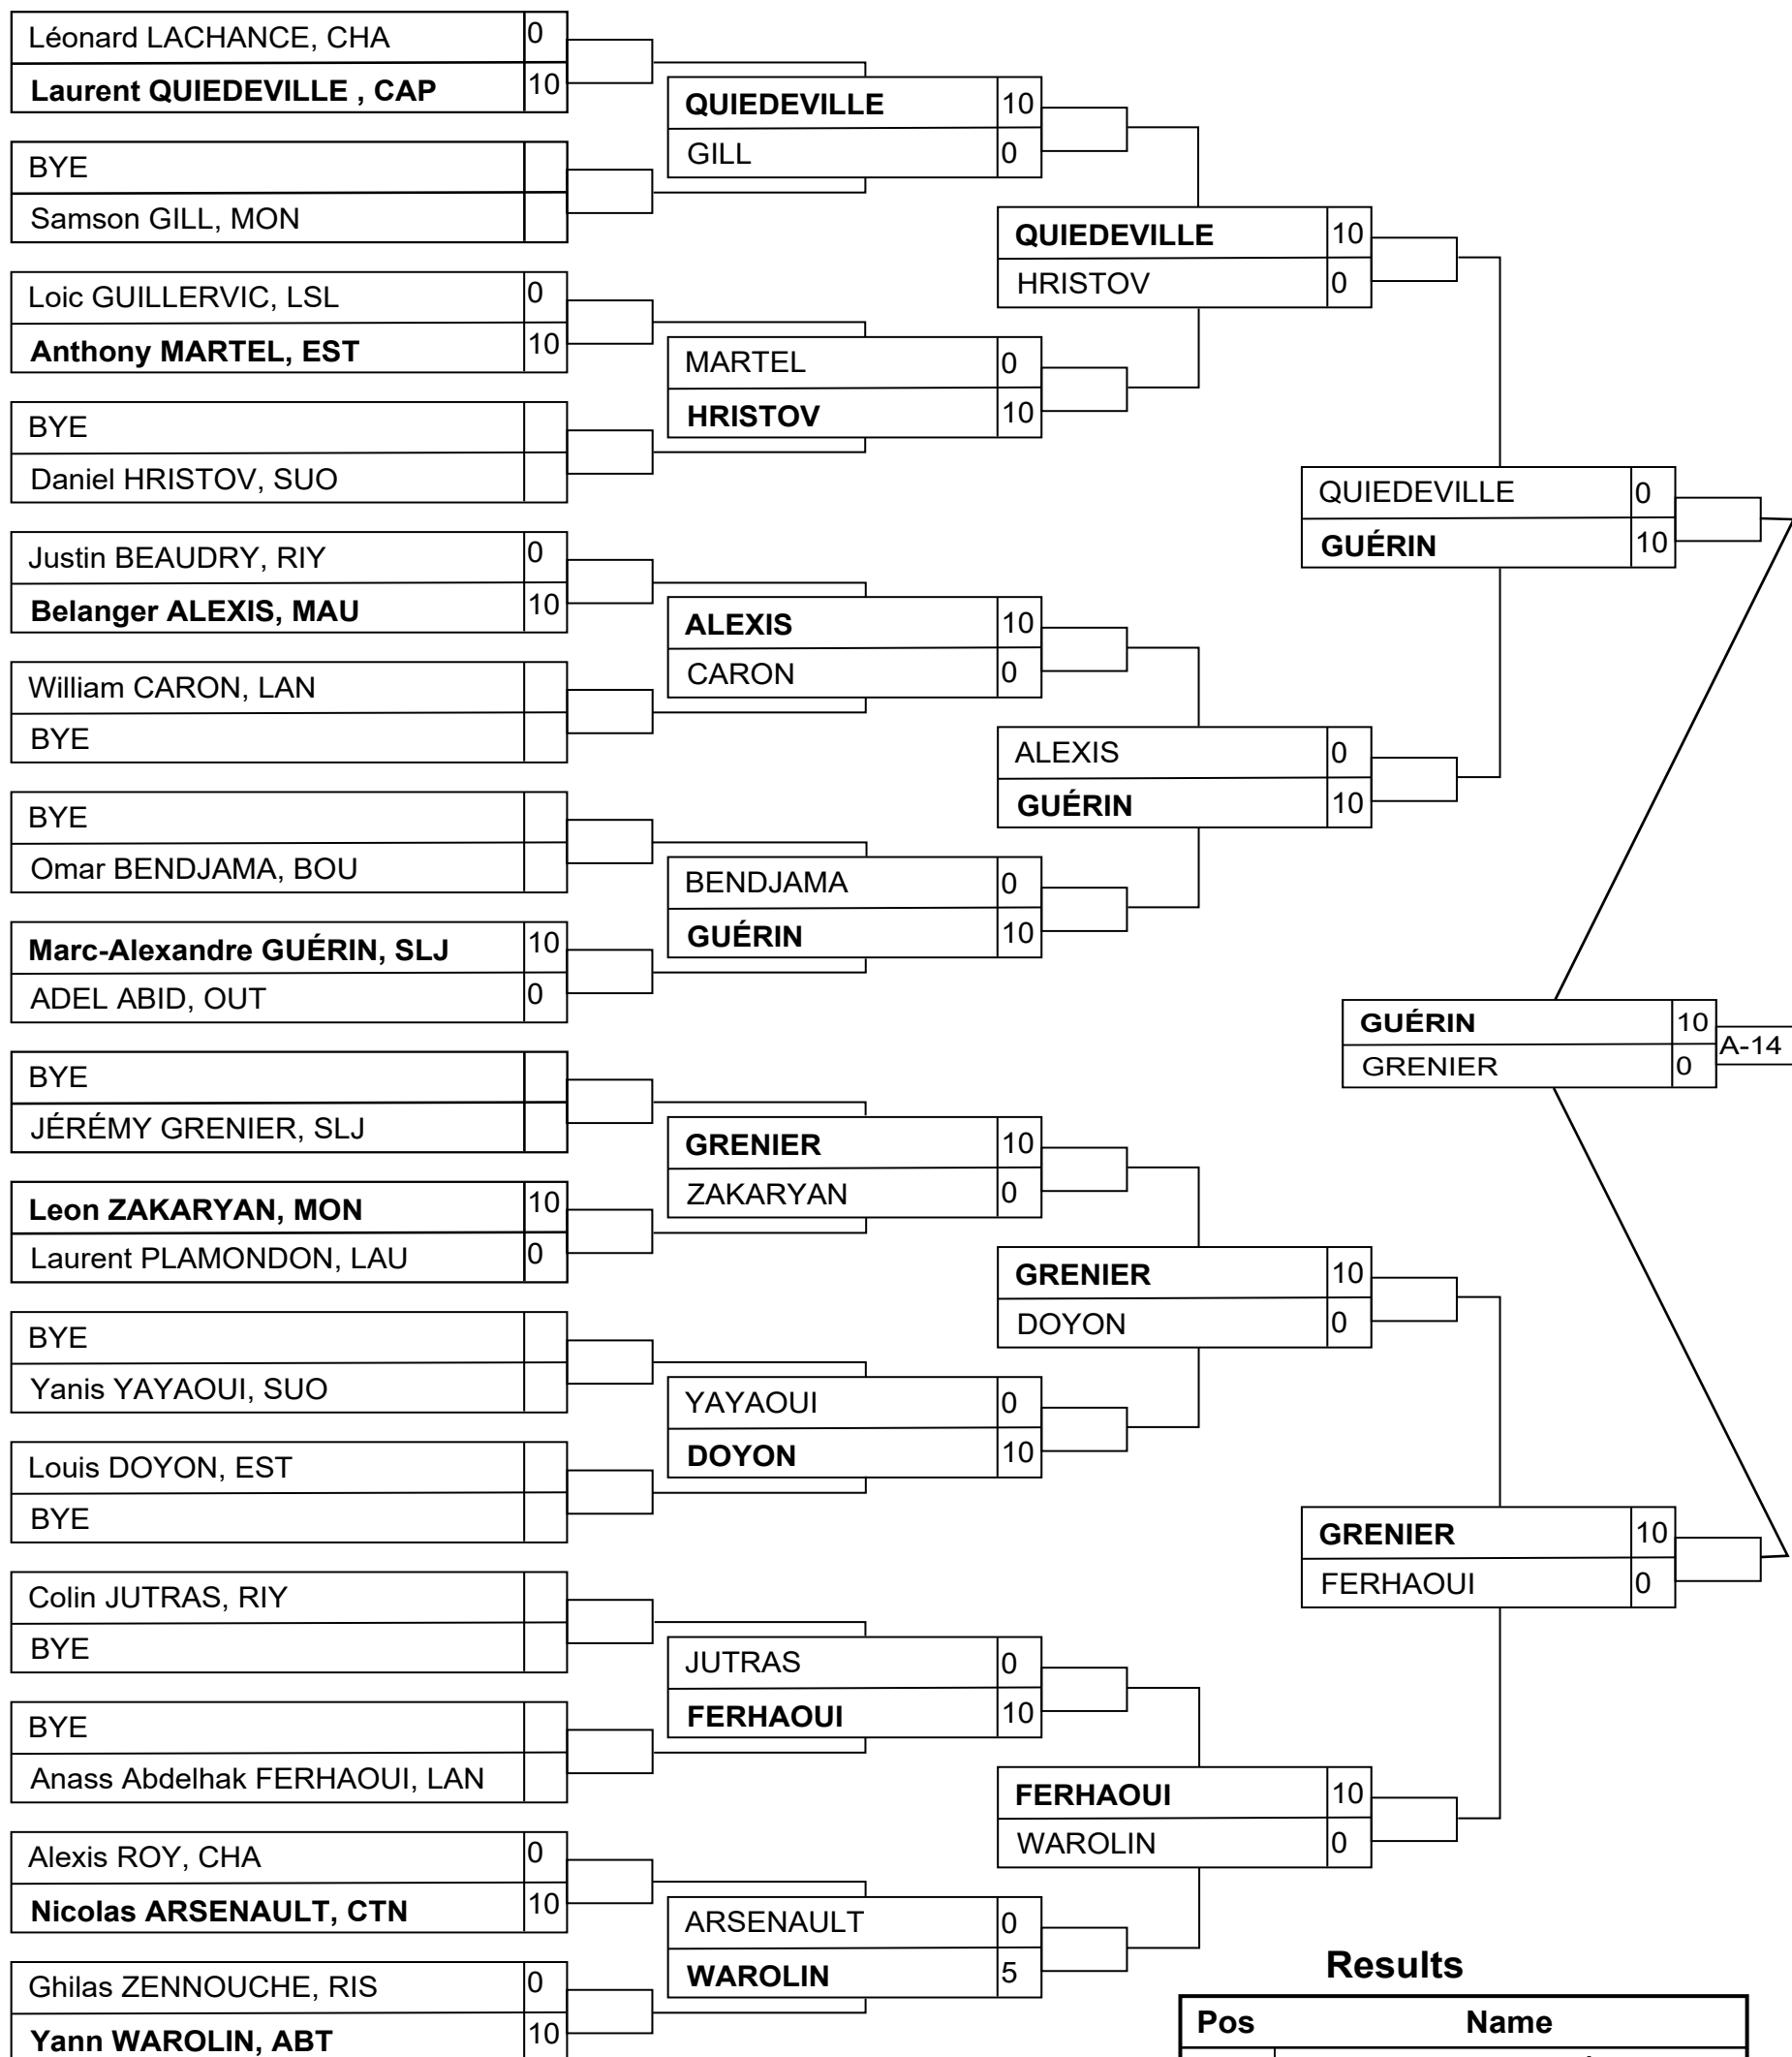 Léonard LACHANCE, CHA 0
Laurent QUIEDEVILLE , CAP 10
BYE
Samson GILL, MON
Loic GUILLERVIC, LSL 0
Anthony MARTEL, EST 10
BYE
Daniel HRISTOV, SUO
Justin BEAUDRY, RIY 0
Belanger ALEXIS, MAU 10
William CARON, LAN
BYE
BYE
Omar BENDJAMA, BOU
Marc-Alexandre GUÉRIN, SLJ 10
ADEL ABID, OUT 0
BYE
JÉRÉMY GRENIER, SLJ
Leon ZAKARYAN, MON 10
Laurent PLAMONDON, LAU 0
BYE
Yanis YAYAOUI, SUO
Louis DOYON, EST
BYE
Colin JUTRAS, RIY
BYE
BYE
Anass Abdelhak FERHAOUI, LAN
Alexis ROY, CHA 0
Nicolas ARSENAULT, CTN 10
Ghilas ZENNOUCHE, RIS 0
Yann WAROLIN, ABT 10
QUIEDEVILLE 10
GILL 0
MARTEL 0
HRISTOV 10
ALEXIS 10
CARON 0
BENDJAMA 0
GUÉRIN 10
GRENIER 10
ZAKARYAN 0
YAYAOUI 0
DOYON 10
JUTRAS 0
FERHAOUI 10
ARSENAULT 0
WAROLIN 5
QUIEDEVILLE 10
HRISTOV 0
ALEXIS 0
GUÉRIN 10
GRENIER 10
DOYON 0
FERHAOUI 10
WAROLIN 0
QUIEDEVILLE 0
GUÉRIN 10
GRENIER 10
FERHAOUI 0
GUÉRIN 10
GRENIER 0
A-14
Results
Pos Name